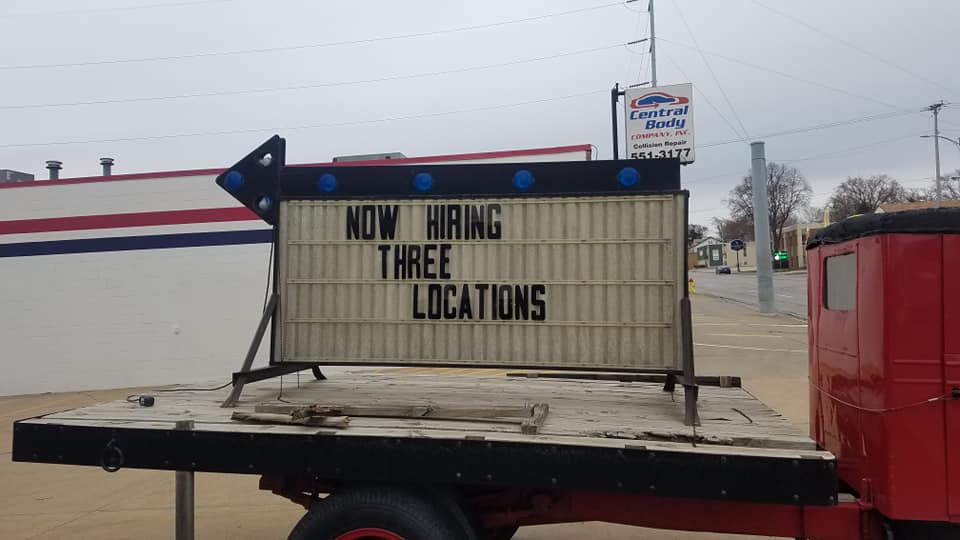 Central
Body
COMPANY, INC.
Collision Repair
551-3177
NOW HIRING
THREE
LOCATIONS